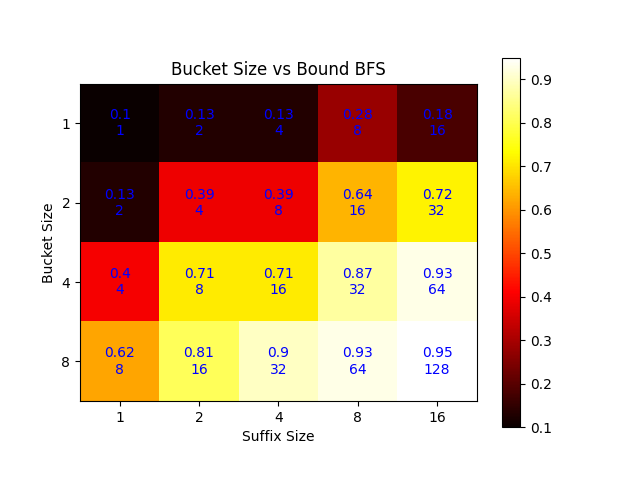 Bucket Size vs Bound BFS
0.1 0.13 0.13 0.29 0.18
1 2 4 8 16
0.13 0.39 0.39 0.64 0.72
2 4 8 16 32
0.4 0.71 0.71 0.87 0.93
4 8 16 32 64
0.62 0.81 0.9 0.93 0.95
8 16 32 64 128
1
2
4
8
Bucket Size
1 2 4 8 16
Suffix Size
0.9
0.8
0.7
0.6
0.5
0.4
0.3
0.2
0.1